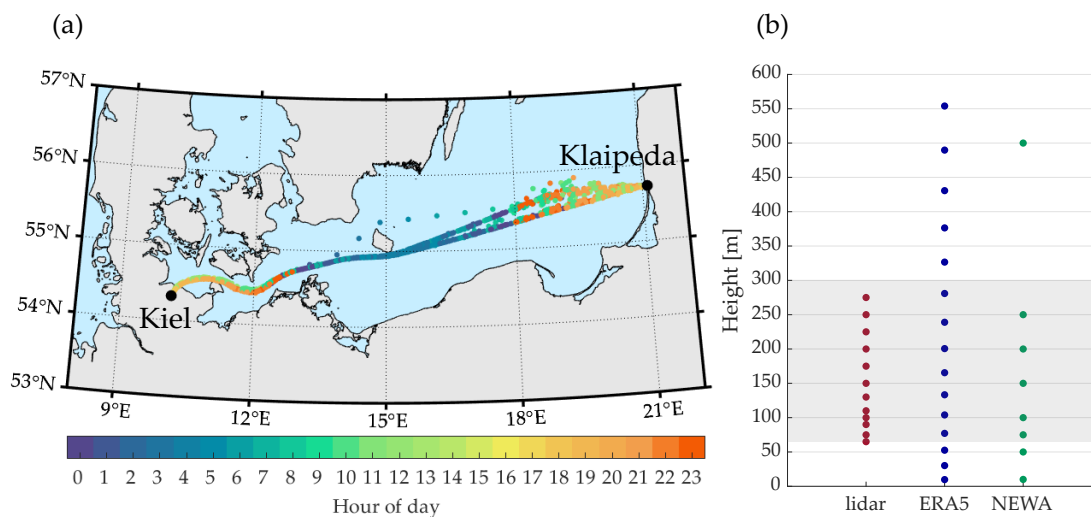 (a)
(b)
57°N
56°N
55°N
54°N
53°N
Klaipeda
Kiel
9°E
12°E
15°E
18°E
21°E
0 1 2 3 4 5 6 7 8 9 10 11 12 13 14 15 16 17 18 19 20 21 22 23
Hour of day
Height [m]
600
550
500
450
400
350
300
250
200
150
100
50
0
lidar ERA5 NEWA